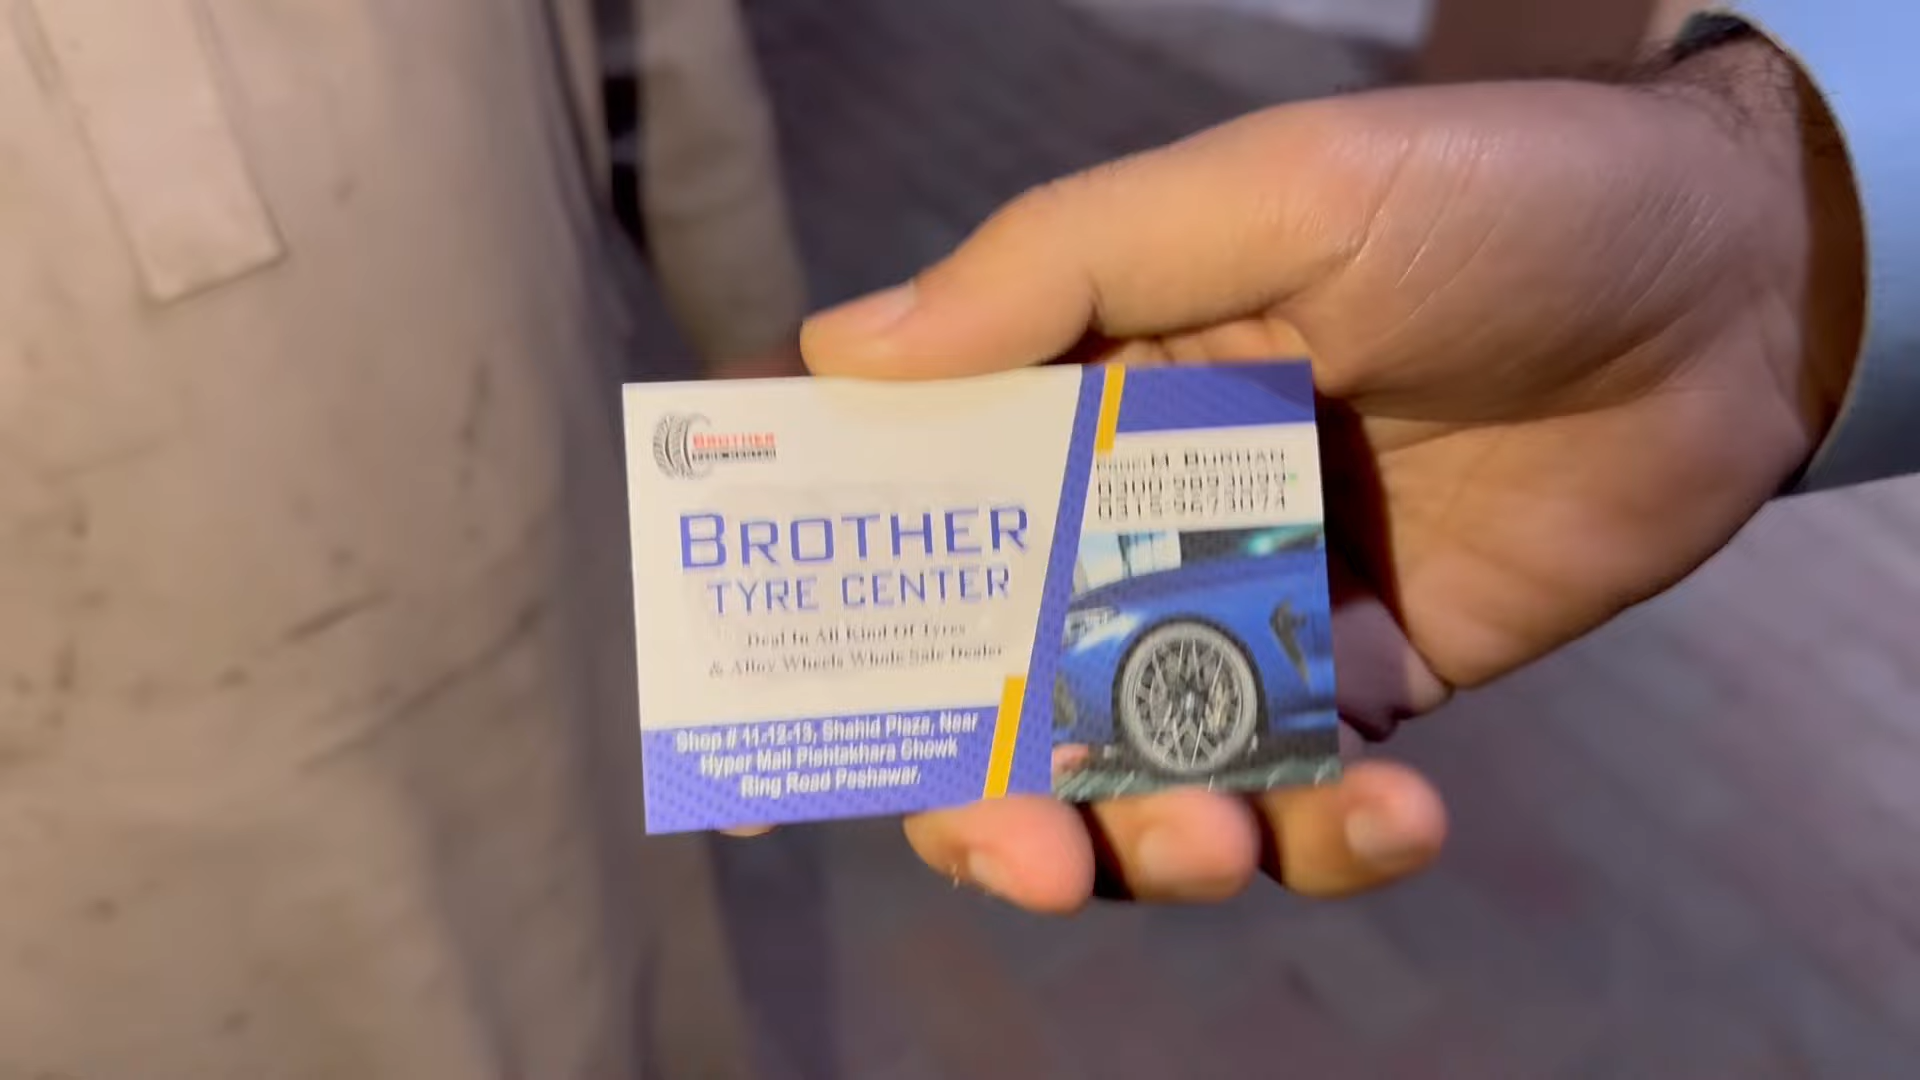 BROTHER
BROTHER
TYRE CENTER
Deal In All Kind Of Tyres
& Alloy Wheels Whole Sale Dealer
Shop # 11-12-13, Shahid Plaza, Near
Hyper Mall Pishtakhara Chowk
Ring Road Peshawar.